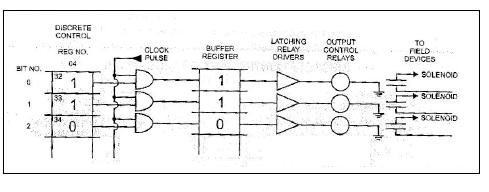 DISCRETE CONTROL
REG NO.
04
CLOCK PULSE
BUFFER REGISTER
LATCHING RELAY DRIVERS
OUTPUT CONTROL RELAYS
TO FIELD DEVICES
BIT NO.
0
32
1
1
SOLENOID
1
33
1
1
SOLENOID
2
34
0
0
SOLENOID